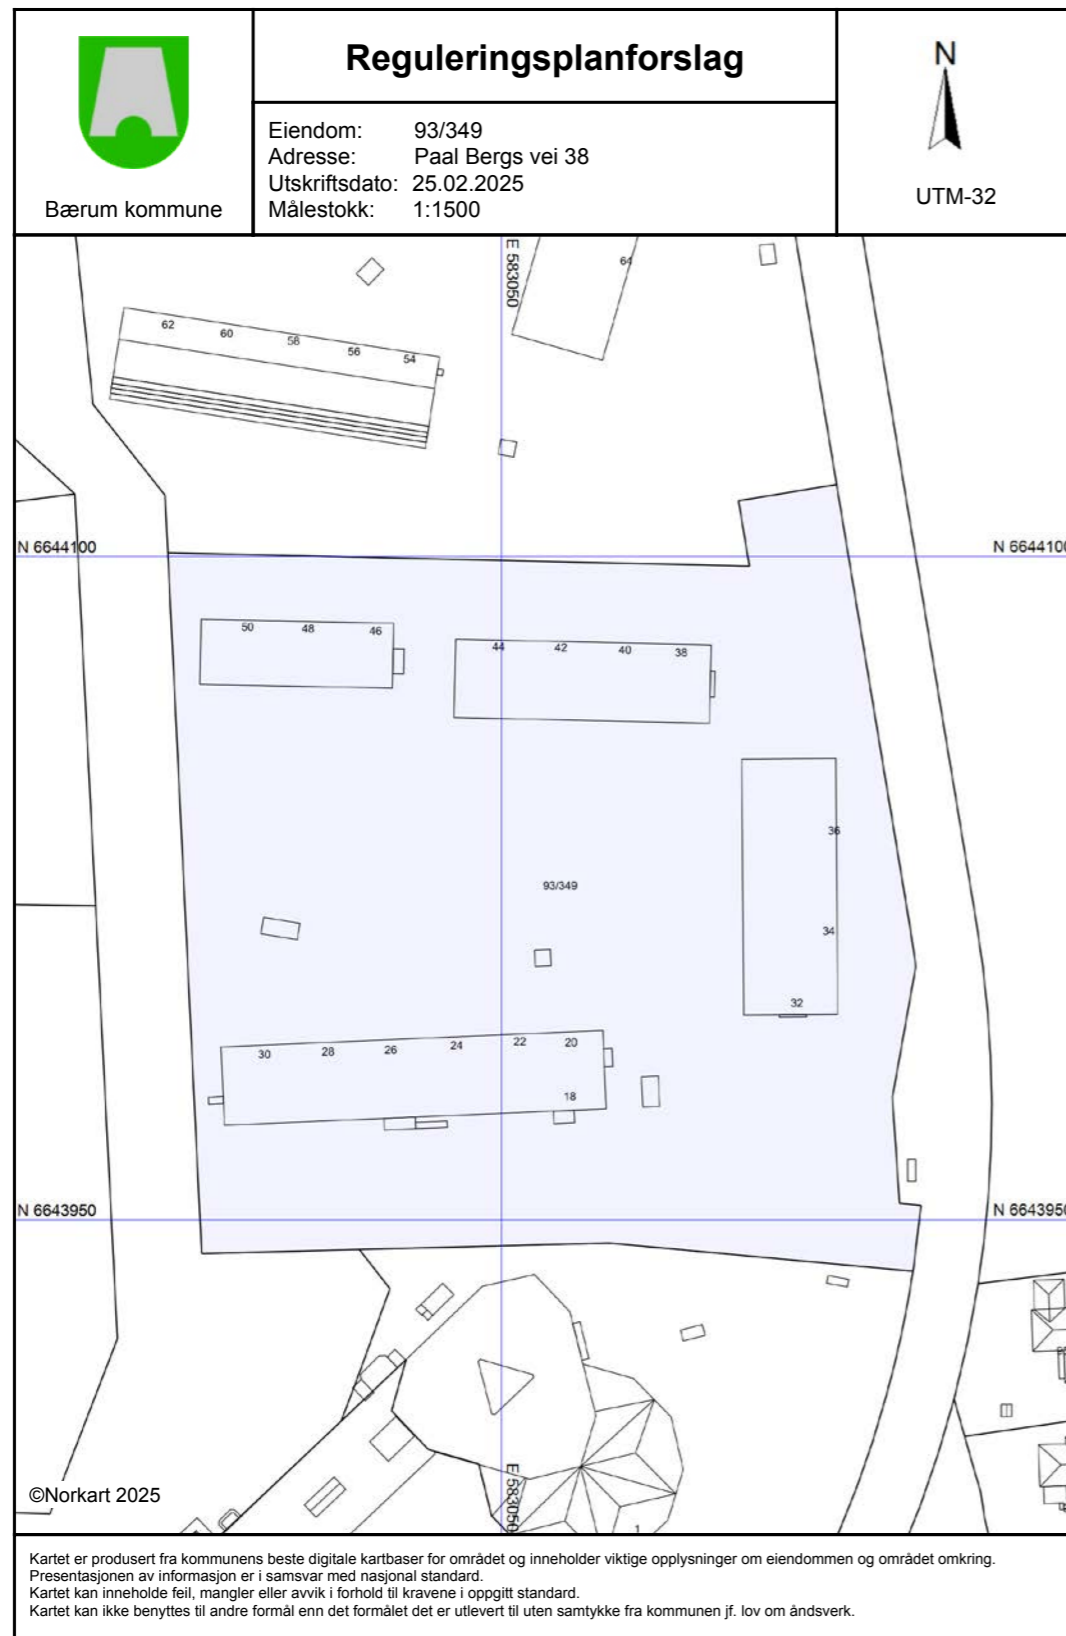 Reguleringsplanforslag
Eiendom: 93/349
Adresse: Paal Bergs vei 38
Utskriftsdato: 25.02.2025
Målestokk: 1:1500
Bærum kommune
N
UTM-32
E 583050
64
62 60 58 56 54
N 6644100 N 6644100
50 48 46
44 42 40 38
36
93/349
34
32
30 28 26 24 22 20
18
N 6643950 N 6643950
E 583050
1
©Norkart 2025
Kartet er produsert fra kommunens beste digitale kartbaser for området og inneholder viktige opplysninger om eiendommen og området omkring.
Presentasjonen av informasjon er i samsvar med nasjonal standard.
Kartet kan inneholde feil, mangler eller avvik i forhold til kravene i oppgitt standard.
Kartet kan ikke benyttes til andre formål enn det formålet det er utlevert til uten samtykke fra kommunen jf. lov om åndsverk.